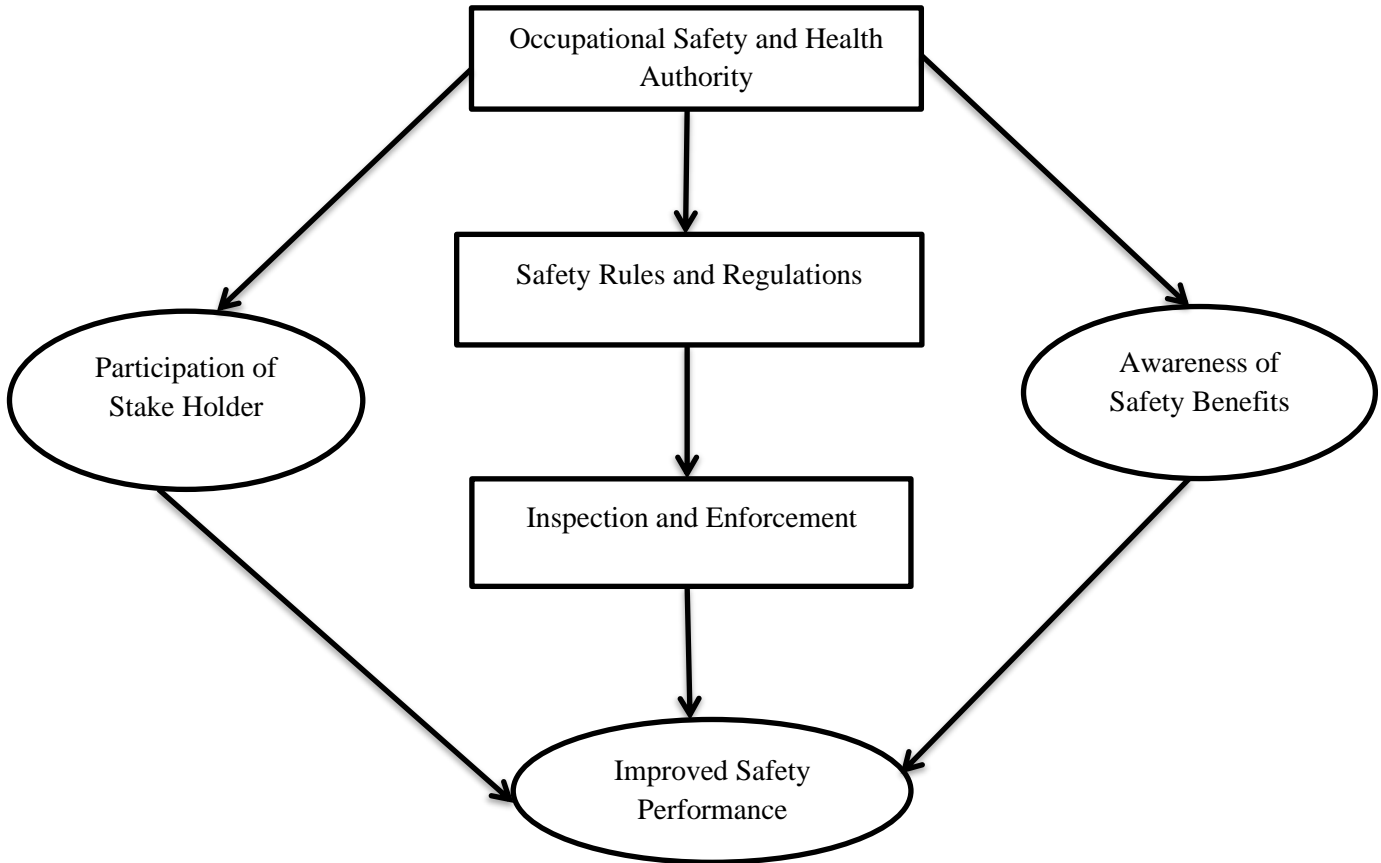 Occupational Safety and Health
Authority
Safety Rules and Regulations
Participation of
Stake Holder
Awareness of
Safety Benefits
Inspection and Enforcement
Improved Safety
Performance